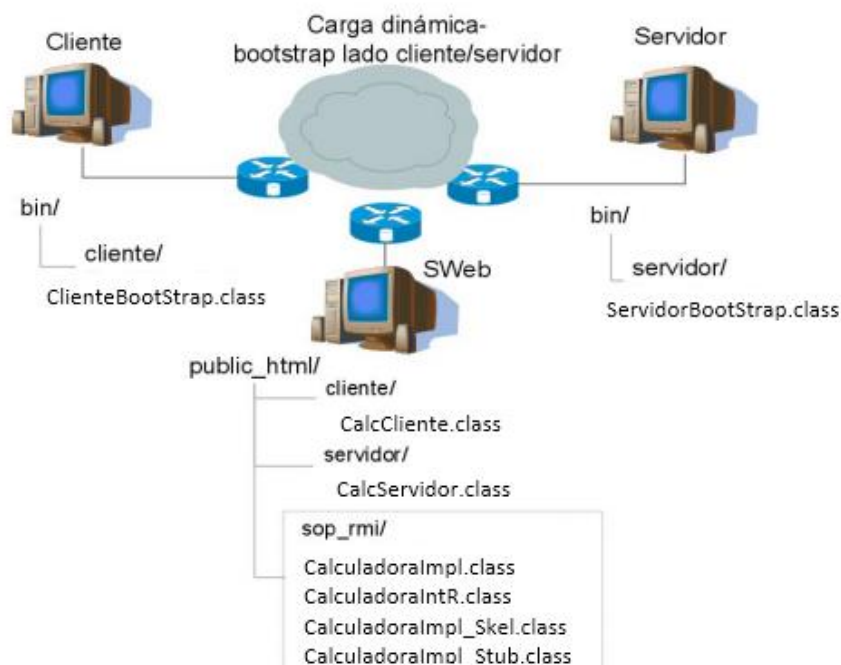 Carga dinámica-
bootstrap lado cliente/servidor
Cliente
Servidor
bin/
cliente/
ClienteBootStrap.class
bin/
servidor/
ServidorBootStrap.class
SWeb
public_html/
cliente/
CalcCliente.class
servidor/
CalcServidor.class
sop_rmi/
CalculadoraImpl.class
CalculadoraIntR.class
CalculadoraImpl_Skel.class
CalculadoraImpl_Stub.class